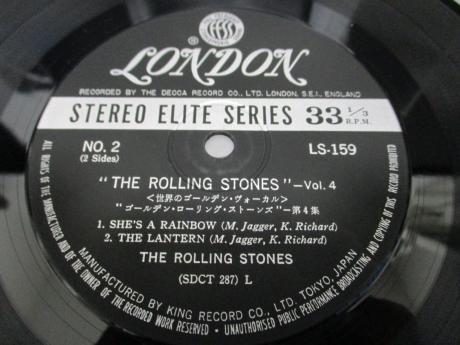 LONDON
®
RECORDED BY THE DECCA RECORD CO., LTD. LONDON, S.E.I., ENGLAND
STEREO ELITE SERIES 33 1/3 R.P.M.
NO. 2
(2 Sides)
LS-159
“THE ROLLING STONES”—Vol. 4
<世界のゴールデン・ヴォーカル>
“ゴールデン・ローリング・ストーンズ”—第4集
1. SHE'S A RAINBOW (M. Jagger, K. Richard)
2. THE LANTERN (M. Jagger, K. Richard)
THE ROLLING STONES
(SDCT 287) L
MANUFACTURED BY KING RECORD CO., LTD. TOKYO, JAPAN
ALL RIGHTS OF THE MANUFACTURER AND OF THE OWNER OF THE RECORDED WORK RESERVED • UNAUTHORISED PUBLIC PERFORMANCE BROADCASTING AND COPYING OF THIS RECORD PROHIBITED